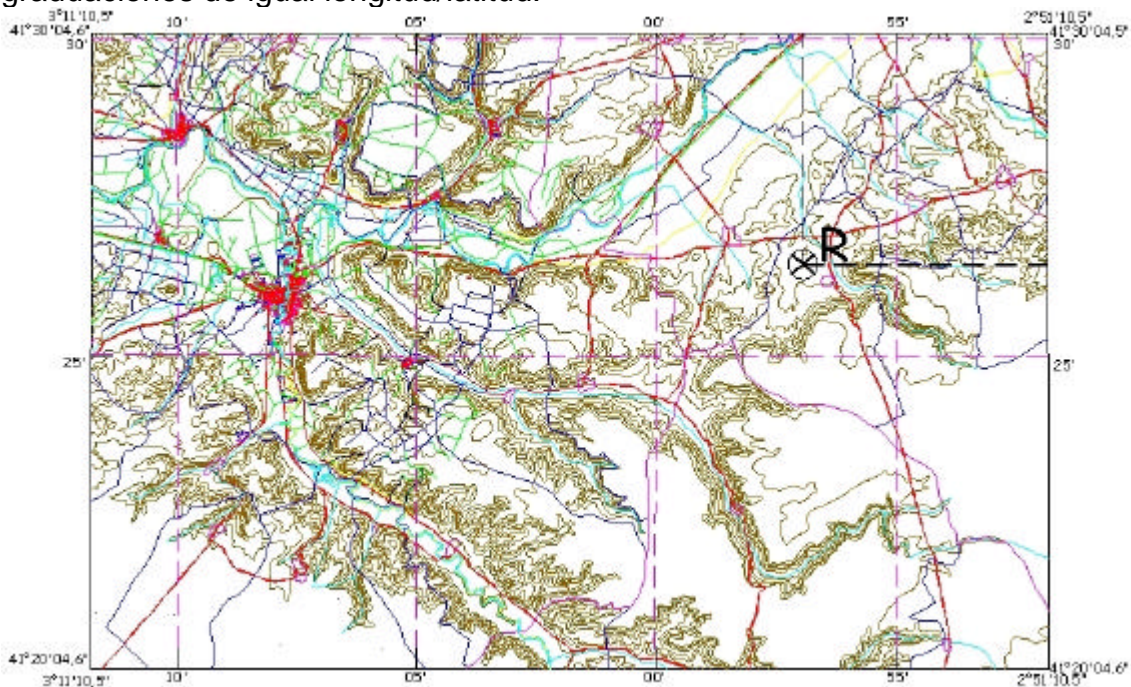 graduaciones de igual longitud/latitud.
3°11'10,5" 10' 05' 00' 55' 2°51'10,5"
41°30'04,6" 41°30'04,5"
30' 30'
R
25' 25'
41°20'04,6" 41°20'04,6"
3°11'10,5" 10' 05' 00' 55' 2°51'10,5"